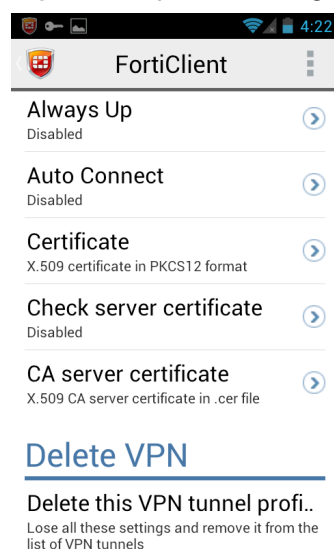 4:22
FortiClient
Always Up
Disabled
Auto Connect
Disabled
Certificate
X.509 certificate in PKCS12 format
Check server certificate
Disabled
CA server certificate
X.509 CA server certificate in .cer file
Delete VPN
Delete this VPN tunnel profi..
Lose all these settings and remove it from the
list of VPN tunnels